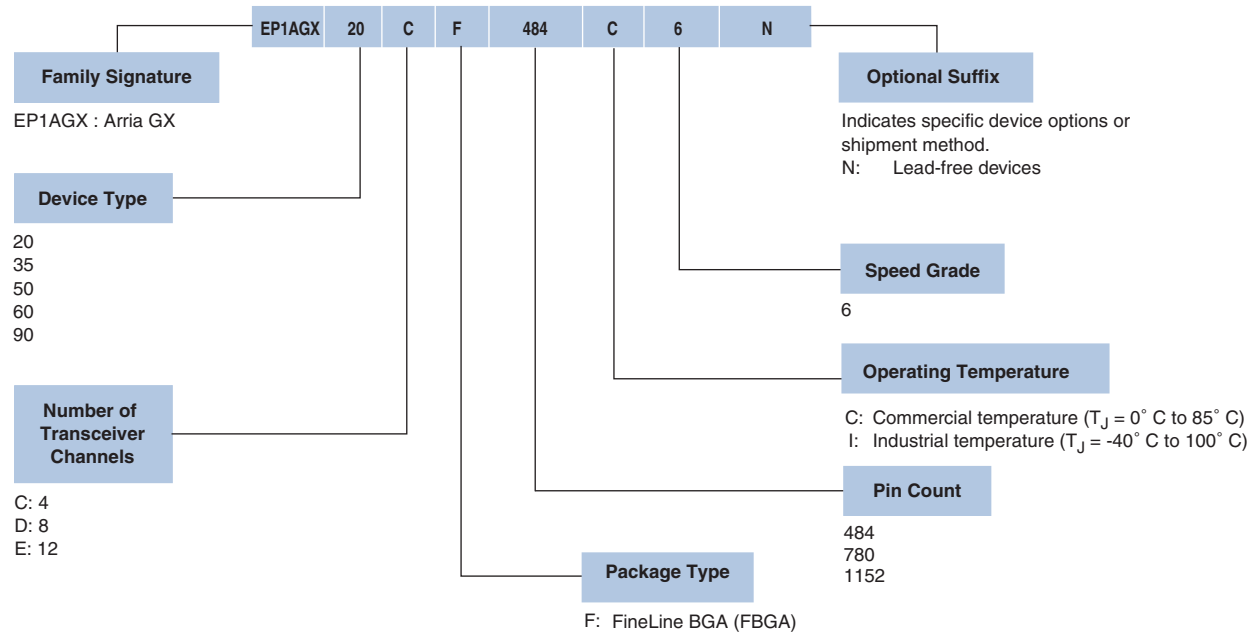 EP1AGX 20 C F 484 C 6 N
Family Signature
EP1AGX : Arria GX
Optional Suffix
Indicates specific device options or
shipment method.
N: Lead-free devices
Device Type
20
35
50
60
90
Speed Grade
6
Operating Temperature
C: Commercial temperature (TJ = 0° C to 85° C)
I: Industrial temperature (TJ = -40° C to 100° C)
Number of
Transceiver
Channels
C: 4
D: 8
E: 12
Pin Count
484
780
1152
Package Type
F: FineLine BGA (FBGA)